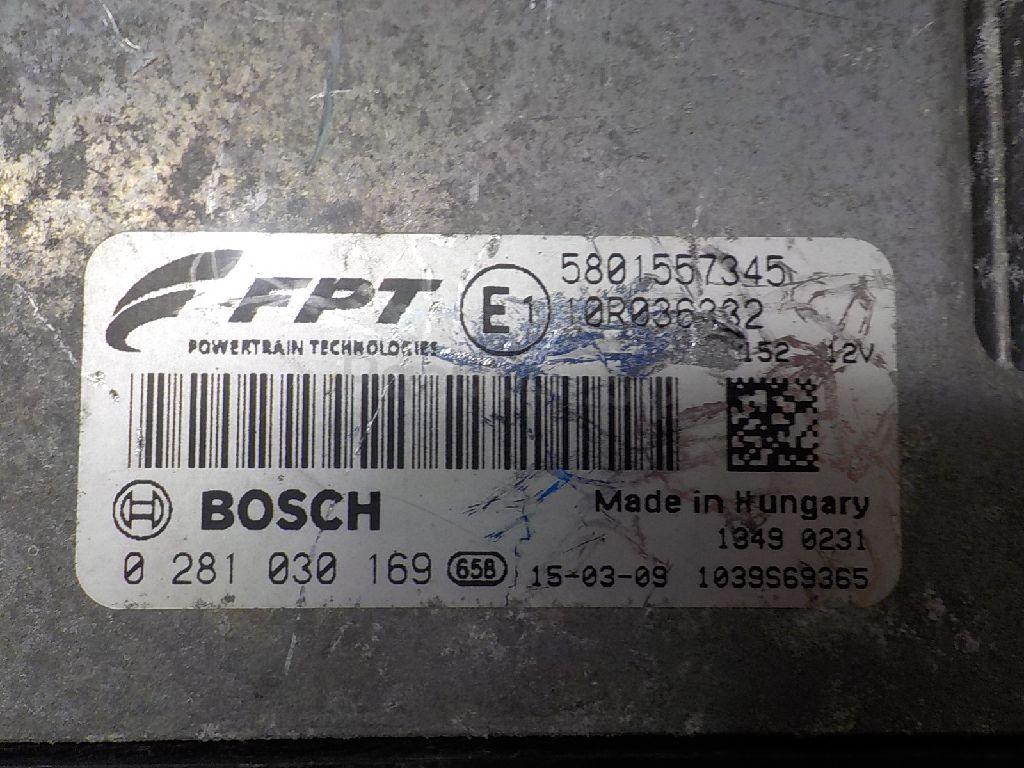 FPT
POWERTRAIN TECHNOLOGIES
E1
5801557345
10R036332
152 12V
BOSCH
Made in Hungary
1349 0231
0 281 030 169 658 15-03-09 1039S69365